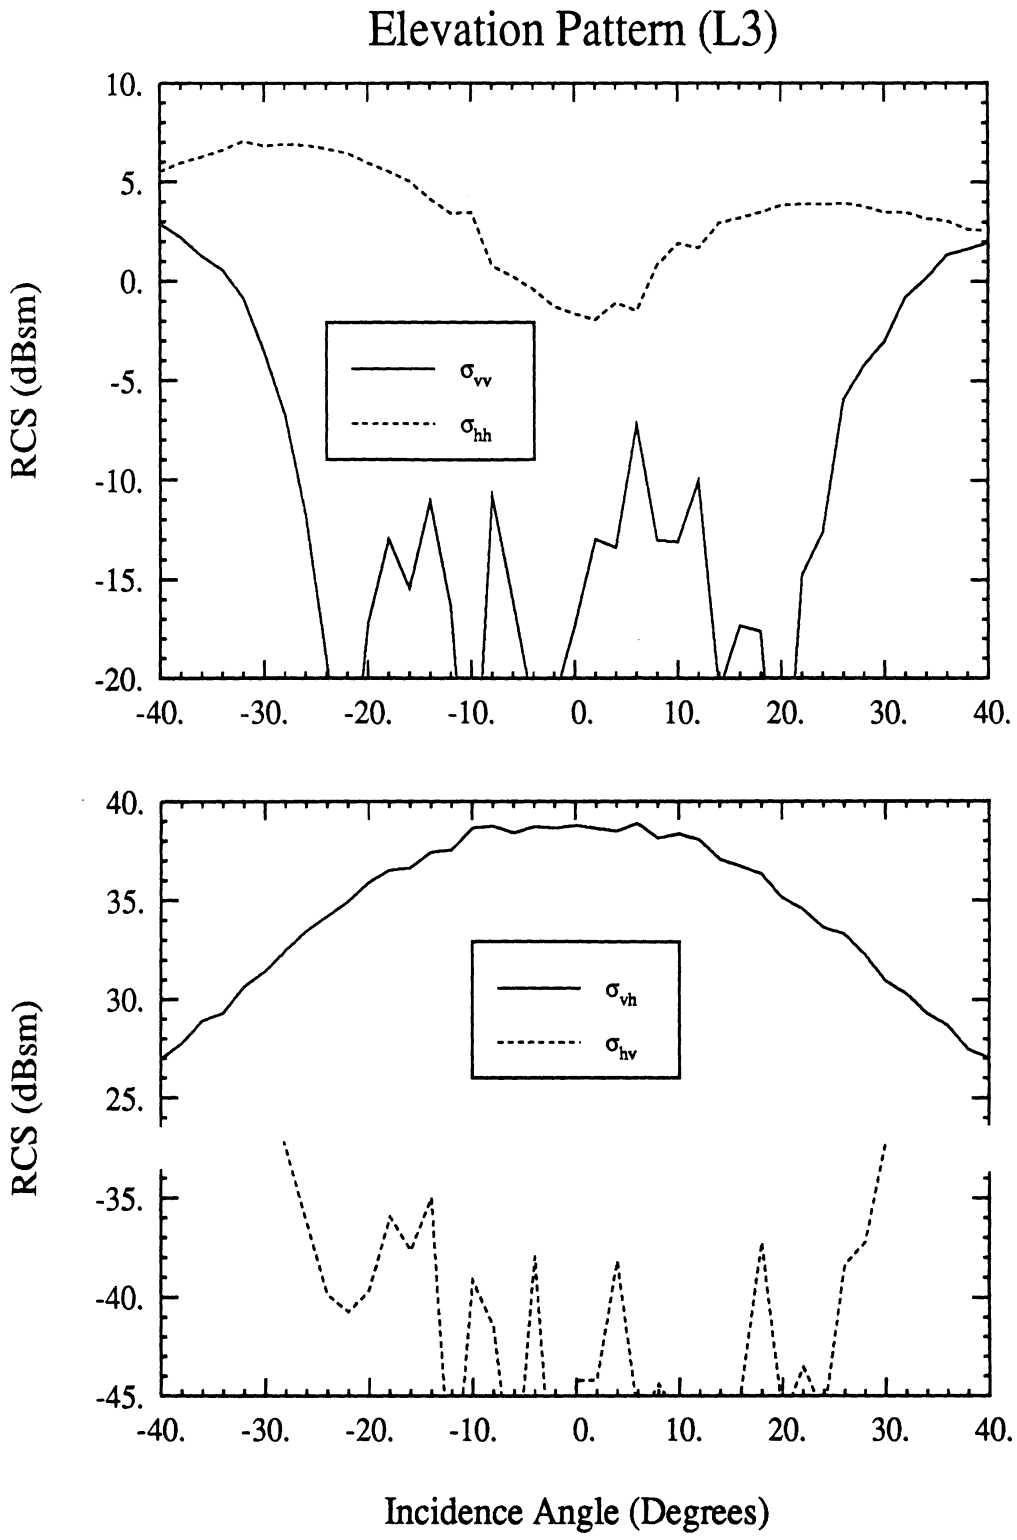 Elevation Pattern (L3)
10.
5.
0.
-5.
-10.
-15.
-20.
RCS (dBsm)
σvv
σhh
-40. -30. -20. -10. 0. 10. 20. 30. 40.
40.
35.
30.
25.
-35.
-40.
-45
RCS (dBsm)
σvh
σhv
-40. -30. -20. -10. 0. 10. 20. 30. 40.
Incidence Angle (Degrees)